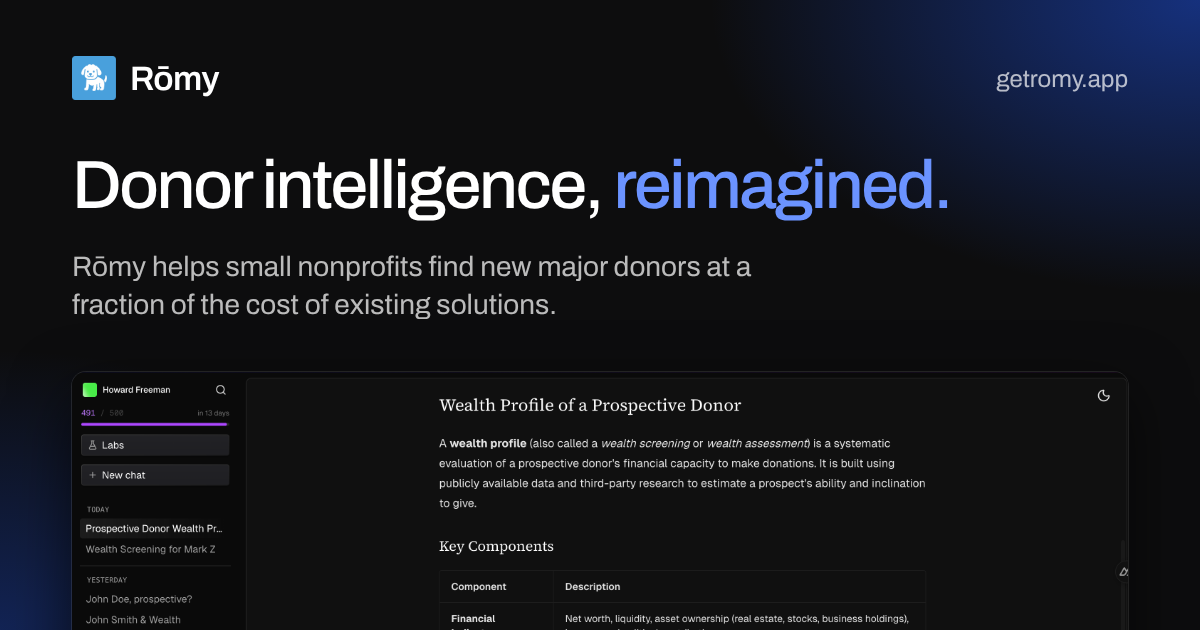 Rōmy
getromy.app
Donor intelligence, reimagined.
Rōmy helps small nonprofits find new major donors at a
fraction of the cost of existing solutions.
Howard Freeman
491 / 500
in 13 days
Labs
New chat
TODAY
Prospective Donor Wealth Pr...
Wealth Screening for Mark Z
YESTERDAY
John Doe, prospective?
John Smith & Wealth
Wealth Profile of a Prospective Donor
A wealth profile (also called a wealth screening or wealth assessment) is a systematic
evaluation of a prospective donor's financial capacity to make donations. It is built using
publicly available data and third-party research to estimate a prospect's ability and inclination
to give.
Key Components
Component Description
Financial Net worth, liquidity, asset ownership (real estate, stocks, business holdings),